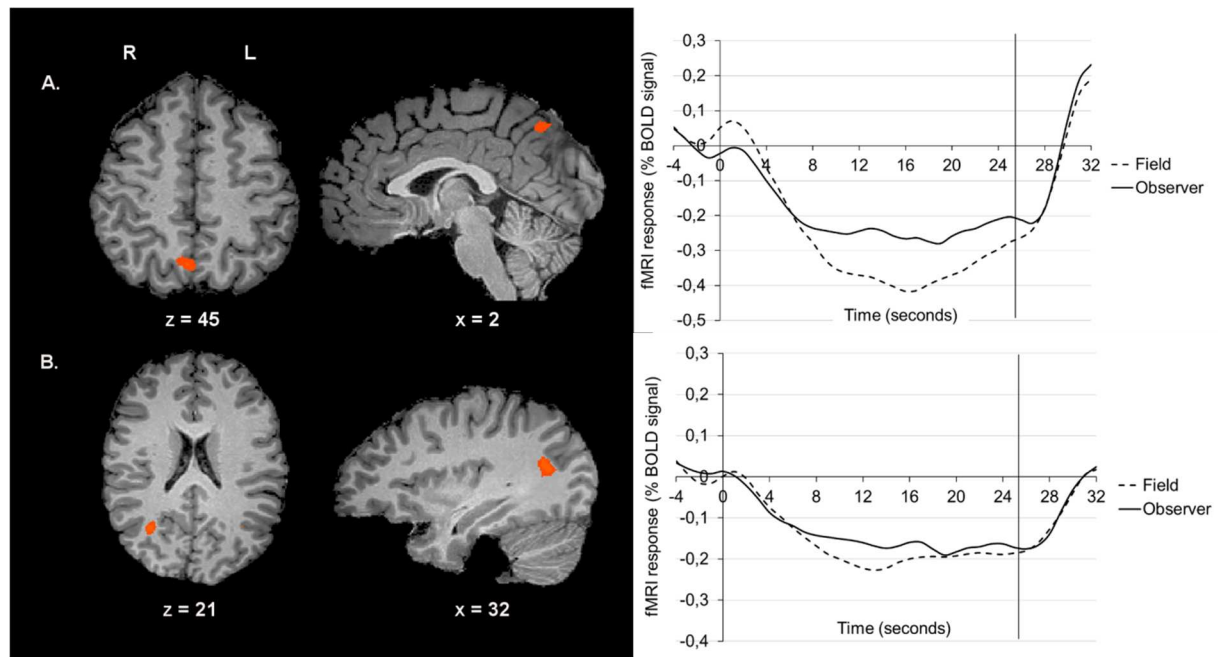 R L
A.
z = 45 x = 2
B.
z = 21 x = 32
fMRI response (% BOLD signal)
0,3
0,2
0,1
0
-0,1
-0,2
-0,3
-0,4
-0,5
-4 0 4 8 12 16 20 24 28 32
Time (seconds)
Field
Observer
fMRI response (% BOLD signal)
0,3
0,2
0,1
0
-0,1
-0,2
-0,3
-0,4
-4 0 4 8 12 16 20 24 28 32
Time (seconds)
Field
Observer